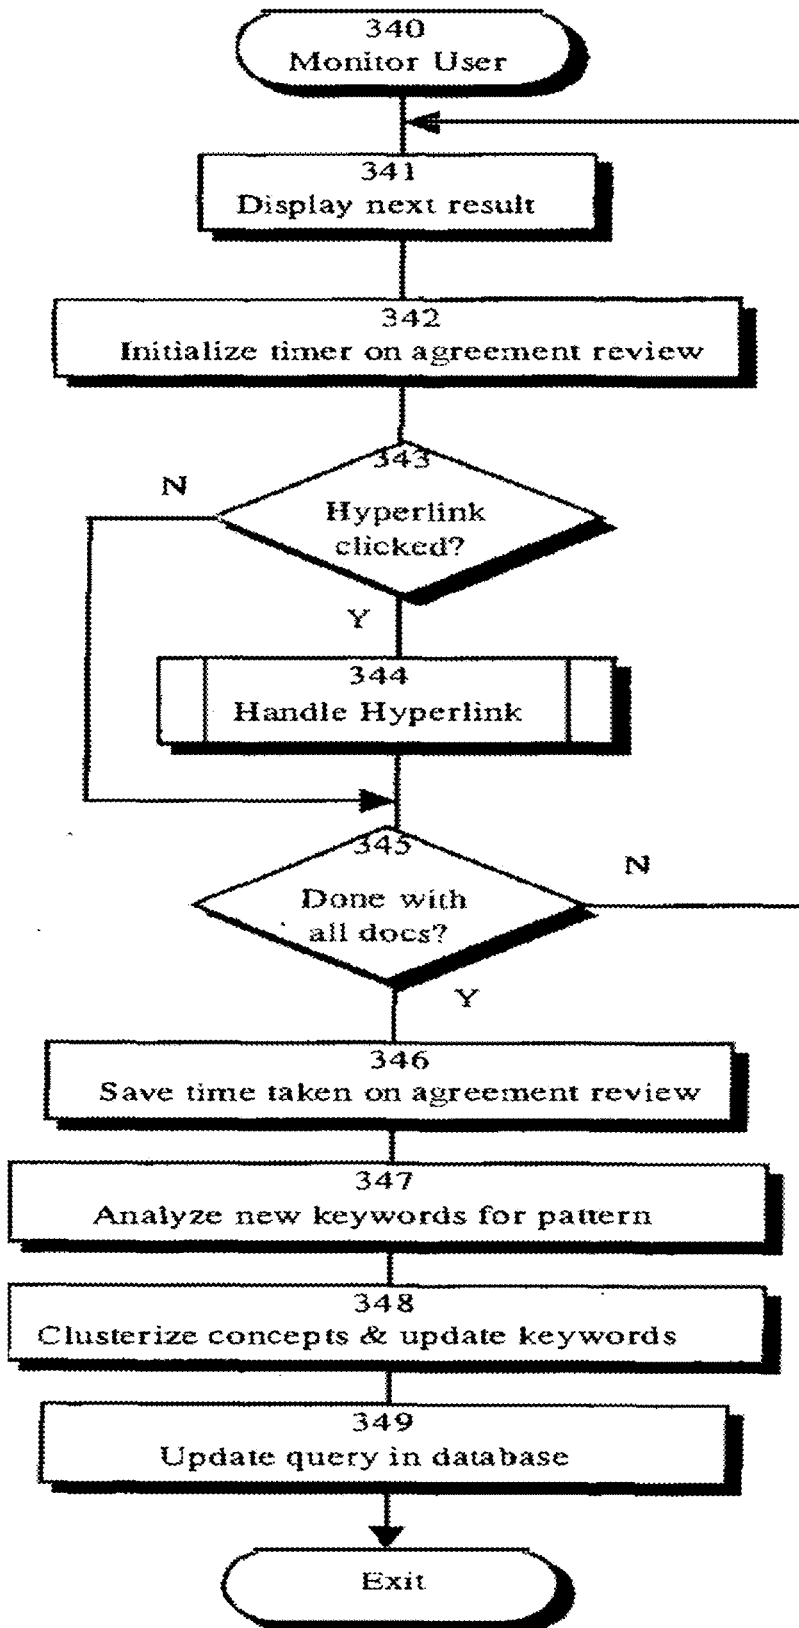 340
Monitor User
341
Display next result
342
Initialize timer on agreement review
343
N
Hyperlink
clicked?
Y
344
Handle Hyperlink
345
N
Done with
all docs?
Y
346
Save time taken on agreement review
347
Analyze new keywords for pattern
348
Clusterize concepts & update keywords
349
Update query in database
Exit